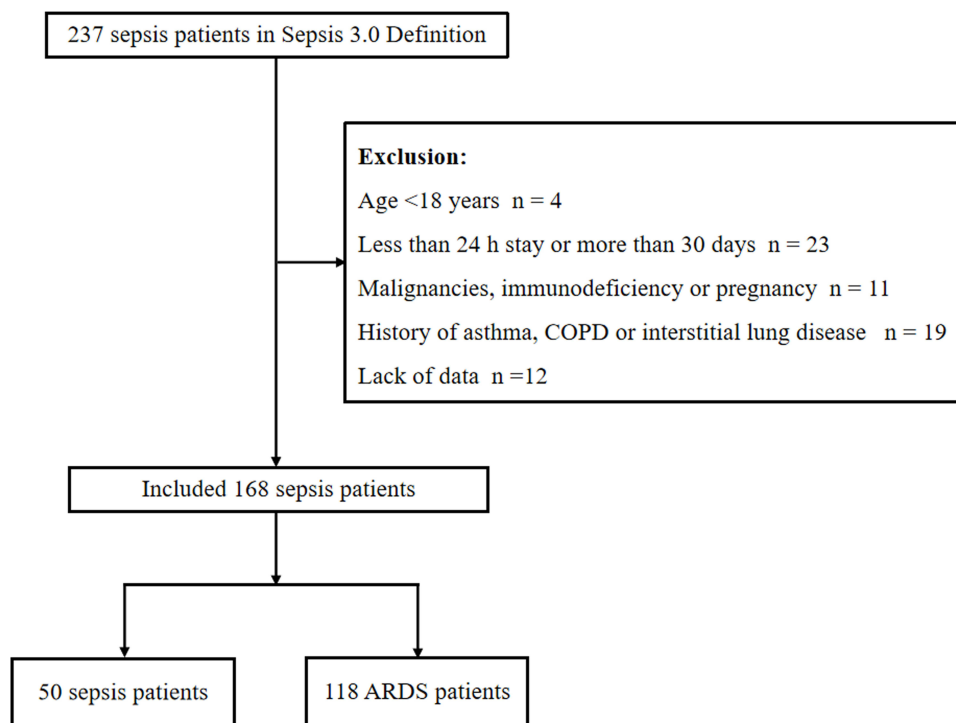 237 sepsis patients in Sepsis 3.0 Definition
Exclusion:
Age <18 years n = 4
Less than 24 h stay or more than 30 days n = 23
Malignancies, immunodeficiency or pregnancy n = 11
History of asthma, COPD or interstitial lung disease n = 19
Lack of data n =12
Included 168 sepsis patients
50 sepsis patients
118 ARDS patients